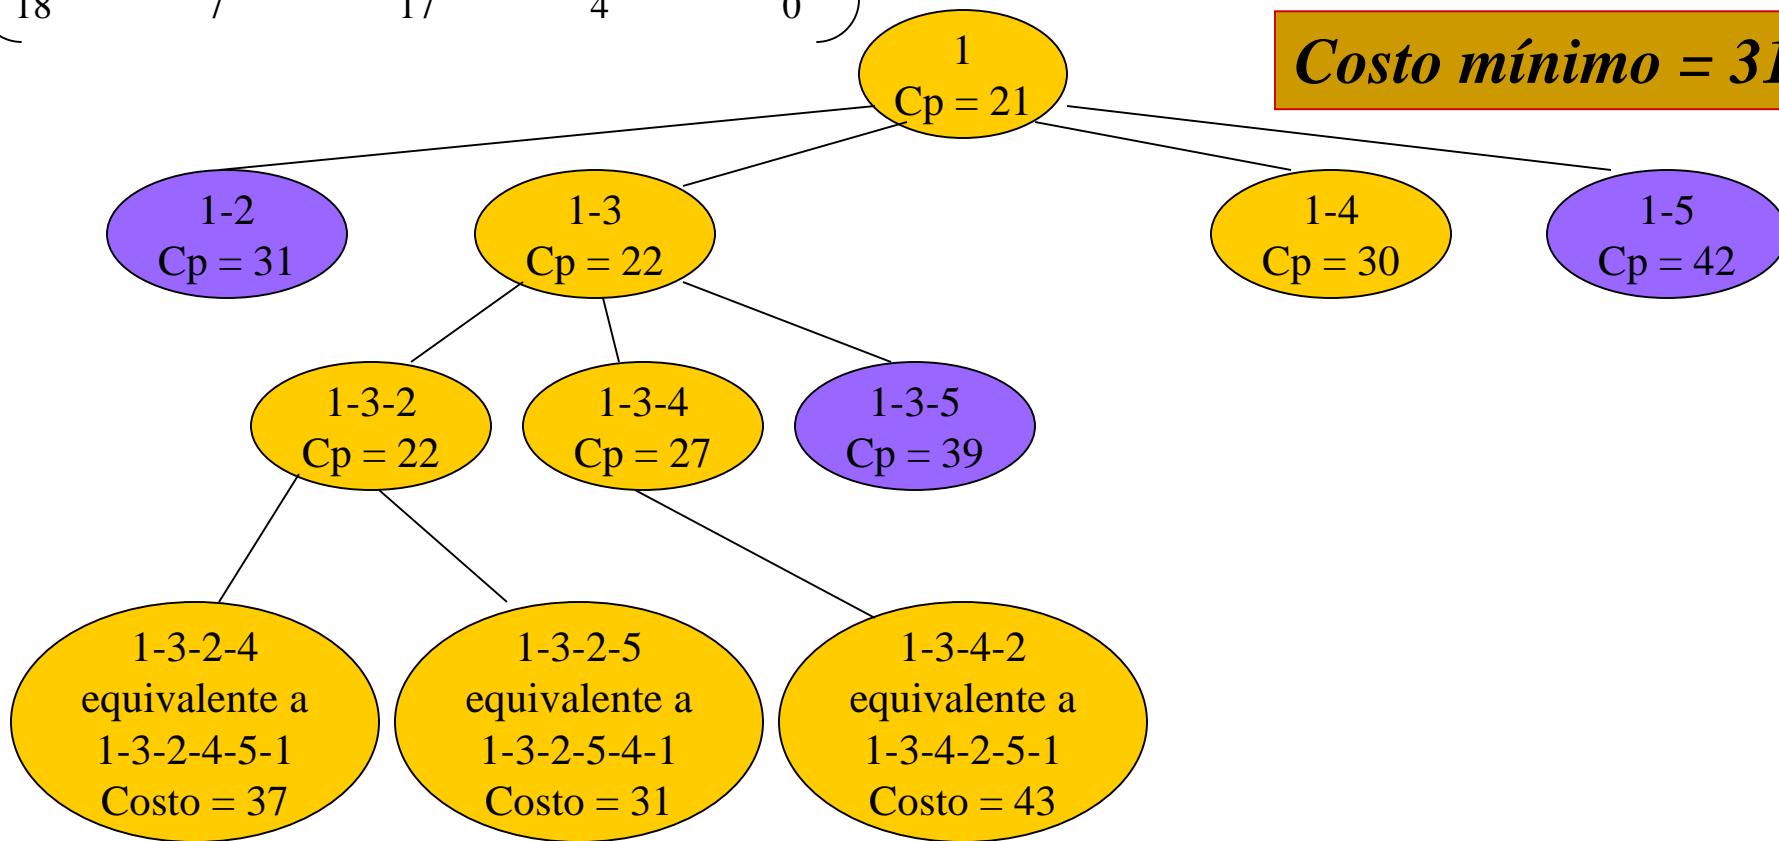 18 7 17 4 0
Costo mínimo = 31
1
Cp = 21
1-2
Cp = 31
1-3
Cp = 22
1-4
Cp = 30
1-5
Cp = 42
1-3-2
Cp = 22
1-3-4
Cp = 27
1-3-5
Cp = 39
1-3-2-4
equivalente a
1-3-2-4-5-1
Costo = 37
1-3-2-5
equivalente a
1-3-2-5-4-1
Costo = 31
1-3-4-2
equivalente a
1-3-4-2-5-1
Costo = 43